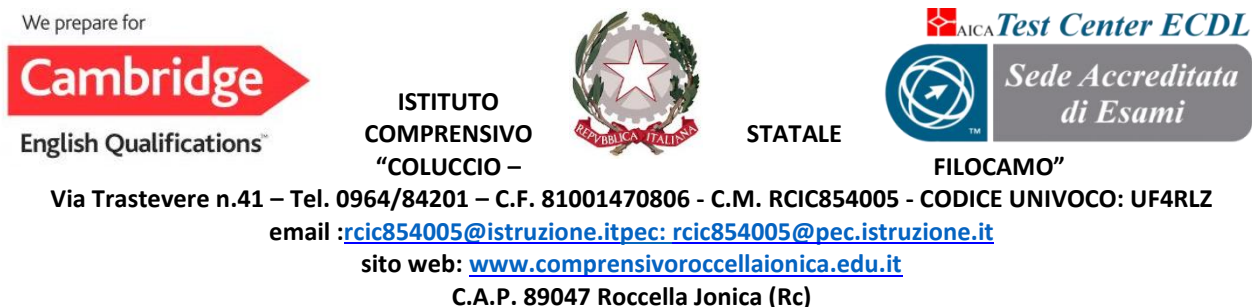 We prepare for
Cambridge
English Qualifications™
REPVBBLICA ITALIANA
AICA Test Center ECDL
Sede Accreditata
di Esami
TM
ISTITUTO
COMPRENSIVO STATALE
“COLUCCIO – FILOCAMO”
Via Trastevere n.41 – Tel. 0964/84201 – C.F. 81001470806 - C.M. RCIC854005 - CODICE UNIVOCO: UF4RLZ
email :rcic854005@istruzione.itpec: rcic854005@pec.istruzione.it
sito web: www.comprensivoroccellaionica.edu.it
C.A.P. 89047 Roccella Jonica (Rc)